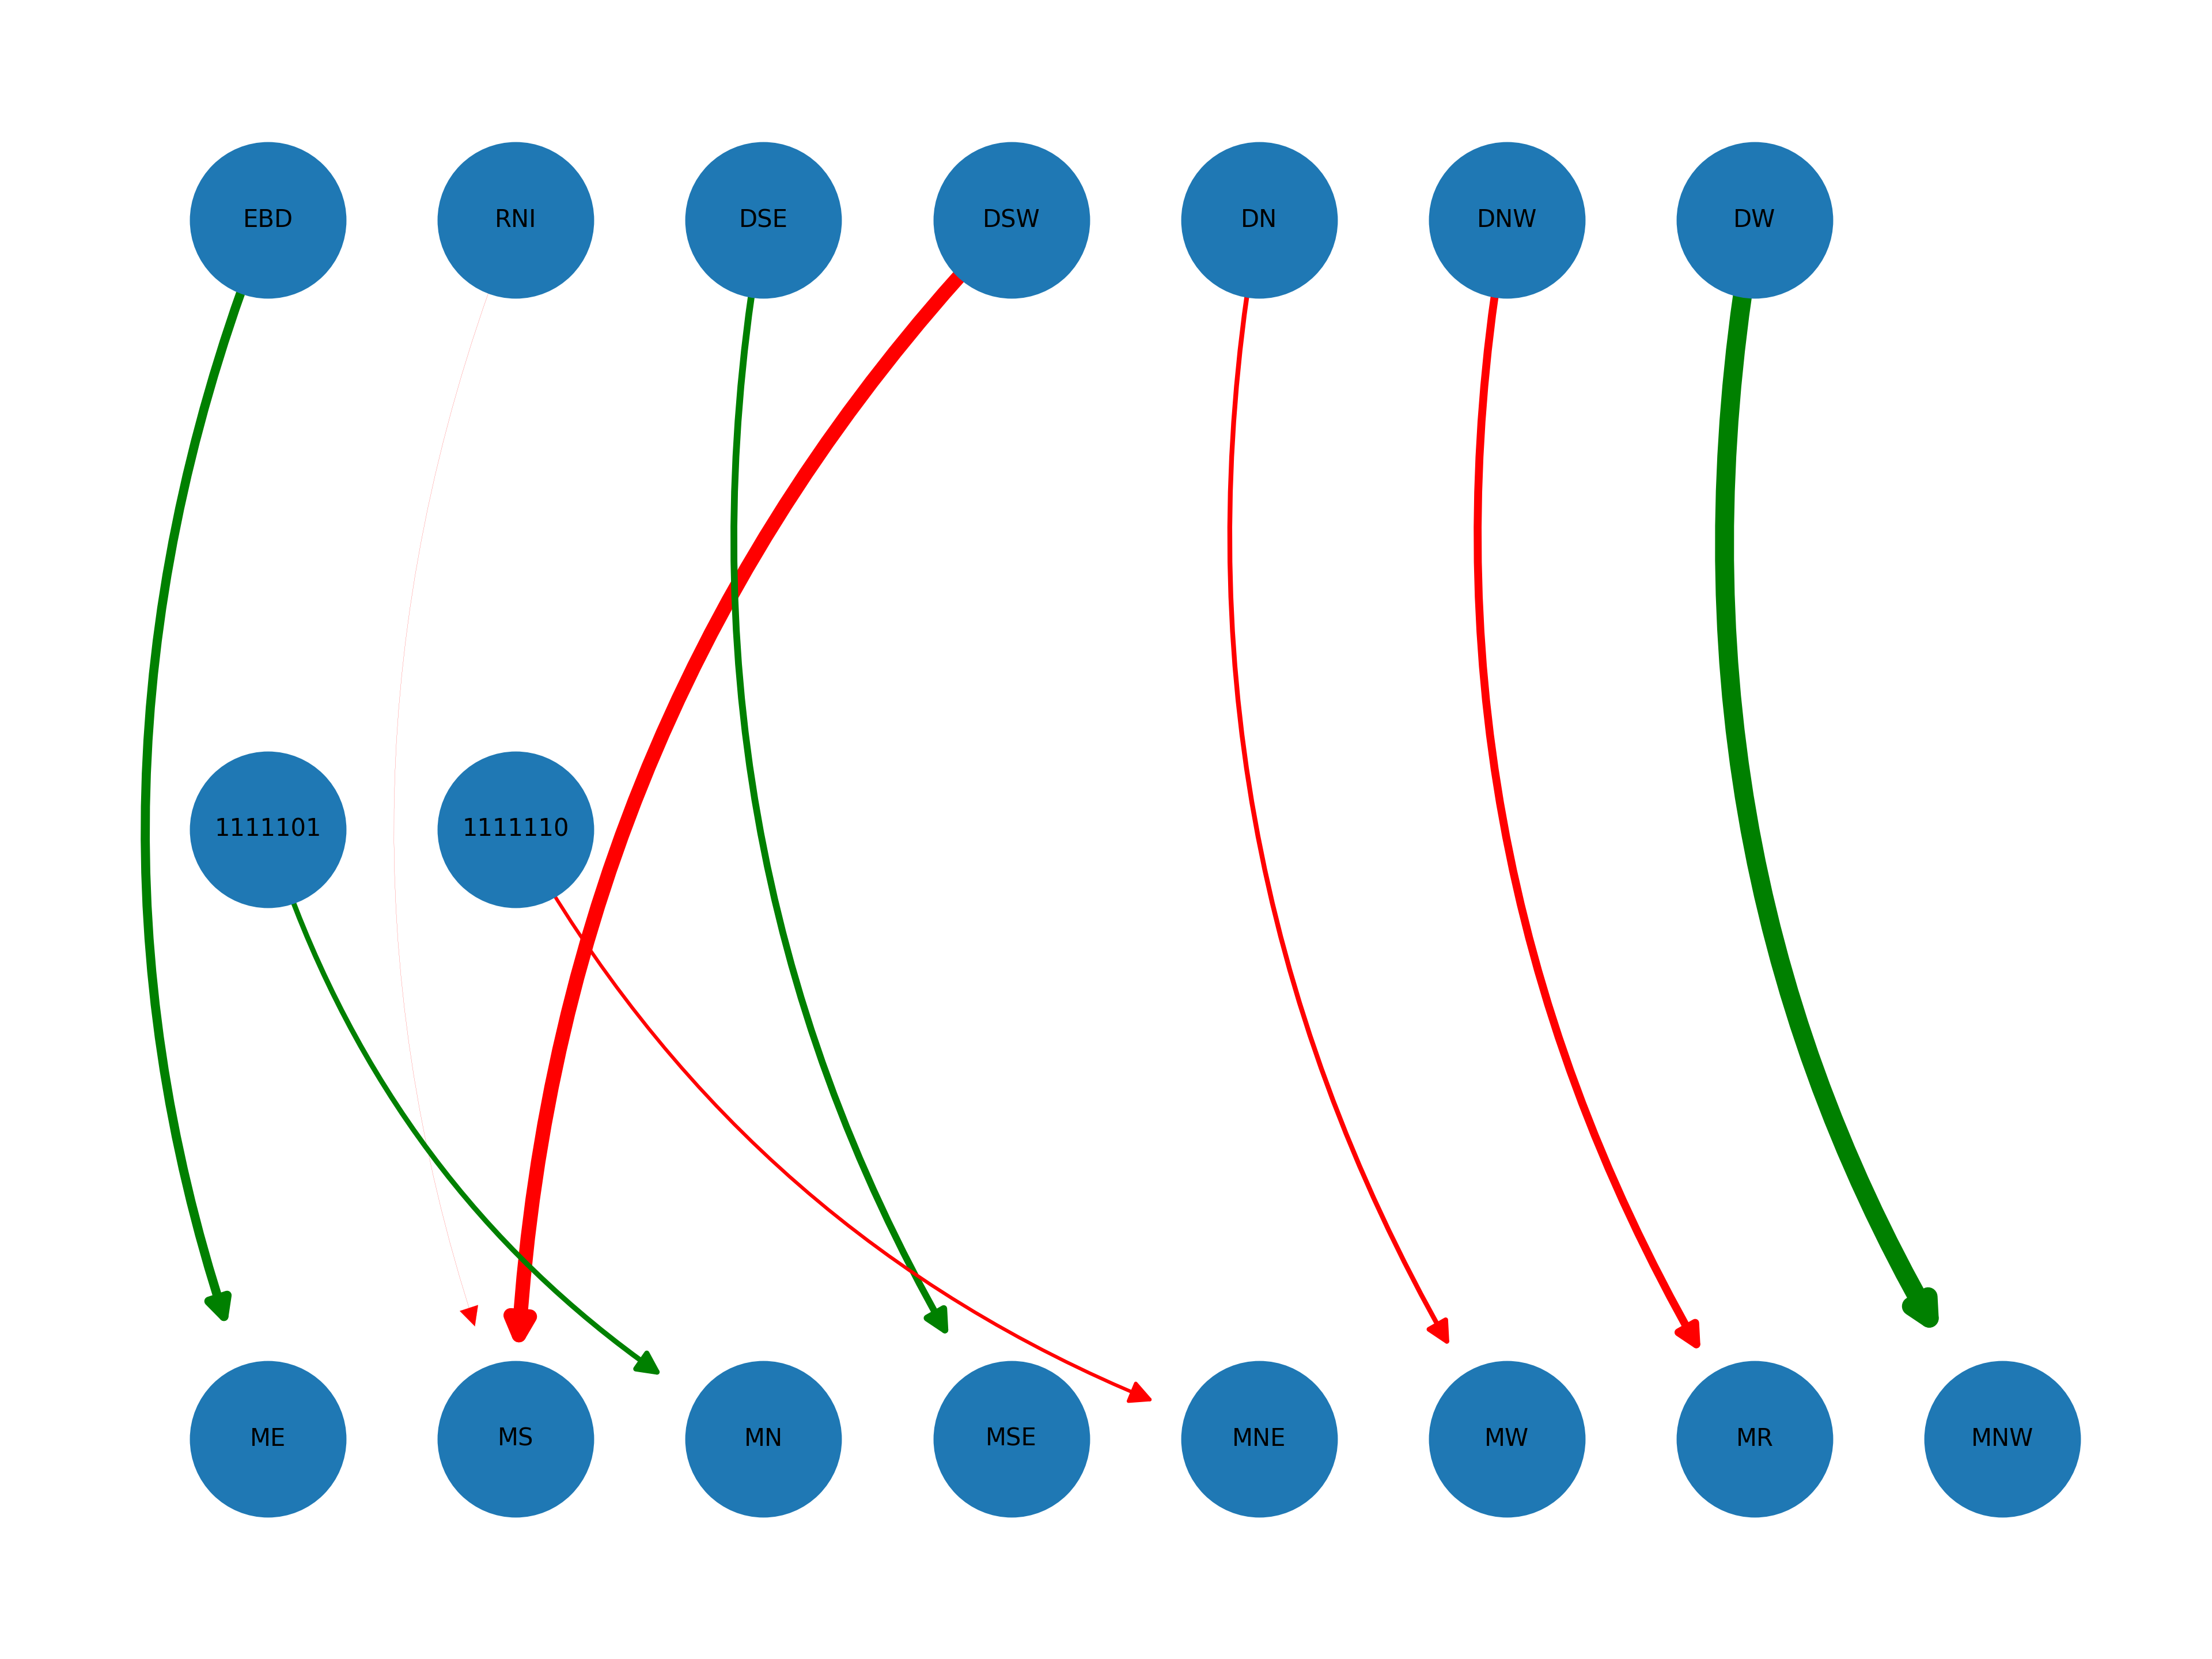 EBD RNI DSE DSW DN DNW DW
1111101 1111110
ME MS MN MSE MNE MW MR MNW